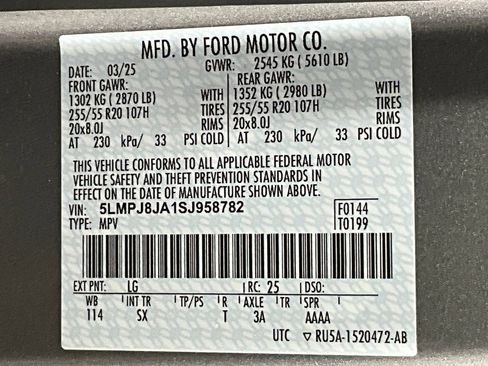 MFD. BY FORD MOTOR CO.
DATE: 03/25 GVWR: 2545 KG ( 5610 LB)
FRONT GAWR: REAR GAWR:
1302 KG ( 2870 LB) WITH 1352 KG ( 2980 LB) WITH
255/55 R20 107H TIRES 255/55 R20 107H TIRES
20x8.0J RIMS 20x8.0J RIMS
AT 230 kPa/ 33 PSI COLD AT 230 kPa/ 33 PSI COLD
THIS VEHICLE CONFORMS TO ALL APPLICABLE FEDERAL MOTOR
VEHICLE SAFETY AND THEFT PREVENTION STANDARDS IN EFFECT
ON THE DATE OF MANUFACTURE SHOWN ABOVE.
VIN: 5LMPJ8JA1SJ958782 F0144
TYPE: MPV T0199
EXT PNT: LG RC: 25 DSO:
WB INT TR TP/PS R AXLE TR SPR
114 SX T 3A AAAA
UTC ▽ RU5A-1520472-AB